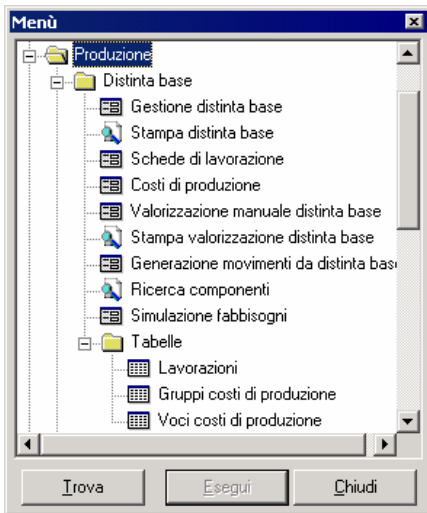 Menù
Produzione
Distinta base
Gestione distinta base
Stampa distinta base
Schede di lavorazione
Costi di produzione
Valorizzazione manuale distinta base
Stampa valorizzazione distinta base
Generazione movimenti da distinta bas
Ricerca componenti
Simulazione fabbisogni
Tabelle
Lavorazioni
Gruppi costi di produzione
Voci costi di produzione
Trova Esegui Chiudi